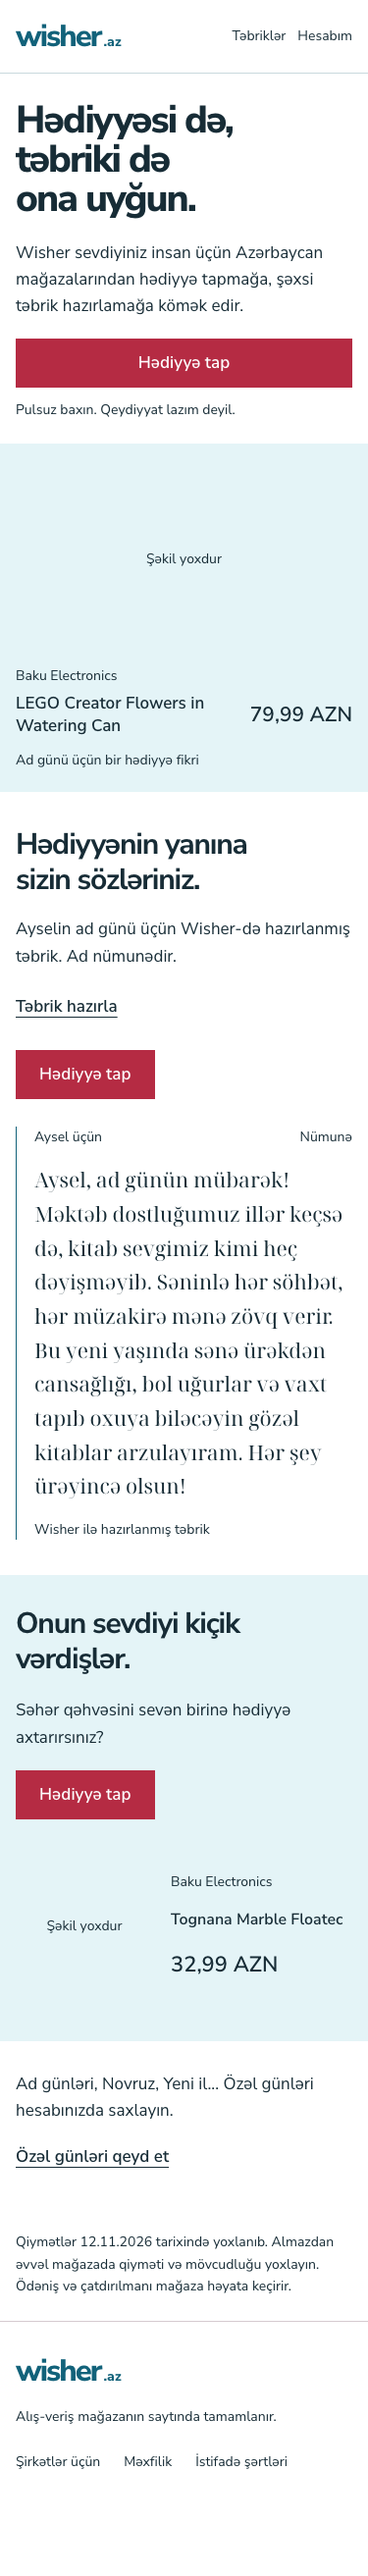 wisher.az
Təbriklər Hesabım
Hədiyyəsi də,
təbriki də
ona uyğun.
Wisher sevdiyiniz insan üçün Azərbaycan
mağazalarından hədiyyə tapmağa, şəxsi
təbrik hazırlamağa kömək edir.
Hədiyyə tap
Pulsuz baxın. Qeydiyyat lazım deyil.
Şəkil yoxdur
Baku Electronics
LEGO Creator Flowers in
Watering Can
79,99 AZN
Ad günü üçün bir hədiyyə fikri
Hədiyyənin yanına
sizin sözləriniz.
Ayselin ad günü üçün Wisher-də hazırlanmış
təbrik. Ad nümunədir.
Təbrik hazırla
Hədiyyə tap
Aysel üçün Nümunə
Aysel, ad günün mübarək!
Məktəb dostluğumuz illər keçsə
də, kitab sevgimiz kimi heç
dəyişməyib. Səninlə hər söhbət,
hər müzakirə mənə zövq verir.
Bu yeni yaşında sənə ürəkdən
cansağlığı, bol uğurlar və vaxt
tapıb oxuya biləcəyin gözəl
kitablar arzulayıram. Hər şey
ürəyincə olsun!
Wisher ilə hazırlanmış təbrik
Onun sevdiyi kiçik
vərdişlər.
Səhər qəhvəsini sevən birinə hədiyyə
axtarırsınız?
Hədiyyə tap
Şəkil yoxdur
Baku Electronics
Tognana Marble Floatec
32,99 AZN
Ad günləri, Novruz, Yeni il... Özəl günləri
hesabınızda saxlayın.
Özəl günləri qeyd et
Qiymətlər 12.11.2026 tarixində yoxlanıb. Almazdan
əvvəl mağazada qiyməti və mövcudluğu yoxlayın.
Ödəniş və çatdırılmanı mağaza həyata keçirir.
wisher.az
Alış-veriş mağazanın saytında tamamlanır.
Şirkətlər üçün Məxfilik İstifadə şərtləri